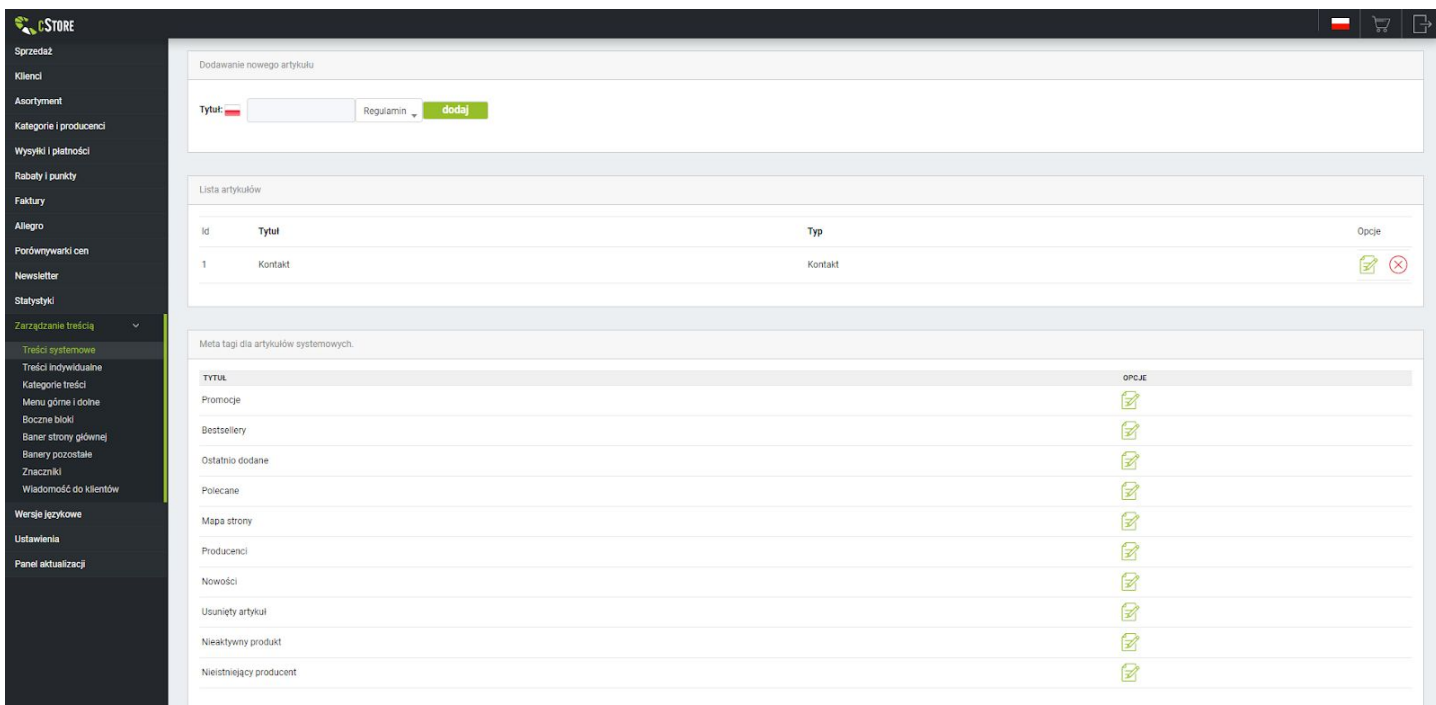 cStore
Sprzedaż
Klienci
Asortyment
Kategorie i producenci
Wysyłki i płatności
Rabaty i punkty
Faktury
Allegro
Porównywarki cen
Newsletter
Statystyki
Zarządzanie treścią
Treści systemowe
Treści indywidualne
Kategorie treści
Menu górne i dolne
Boczne bloki
Baner strony głównej
Banery pozostałe
Znaczniki
Wiadomość do klientów
Wersje językowe
Ustawienia
Panel aktualizacji
Dodawanie nowego artykułu
Tytuł: Regulamin dodaj
Lista artykułów
Id Tytuł Typ Opcje
1 Kontakt Kontakt
Meta tagi dla artykułów systemowych.
TYTUŁ OPCJE
Promocje
Bestsellery
Ostatnio dodane
Polecane
Mapa strony
Producenci
Nowości
Usunięty artykuł
Nieaktywny produkt
Nieistniejący producent